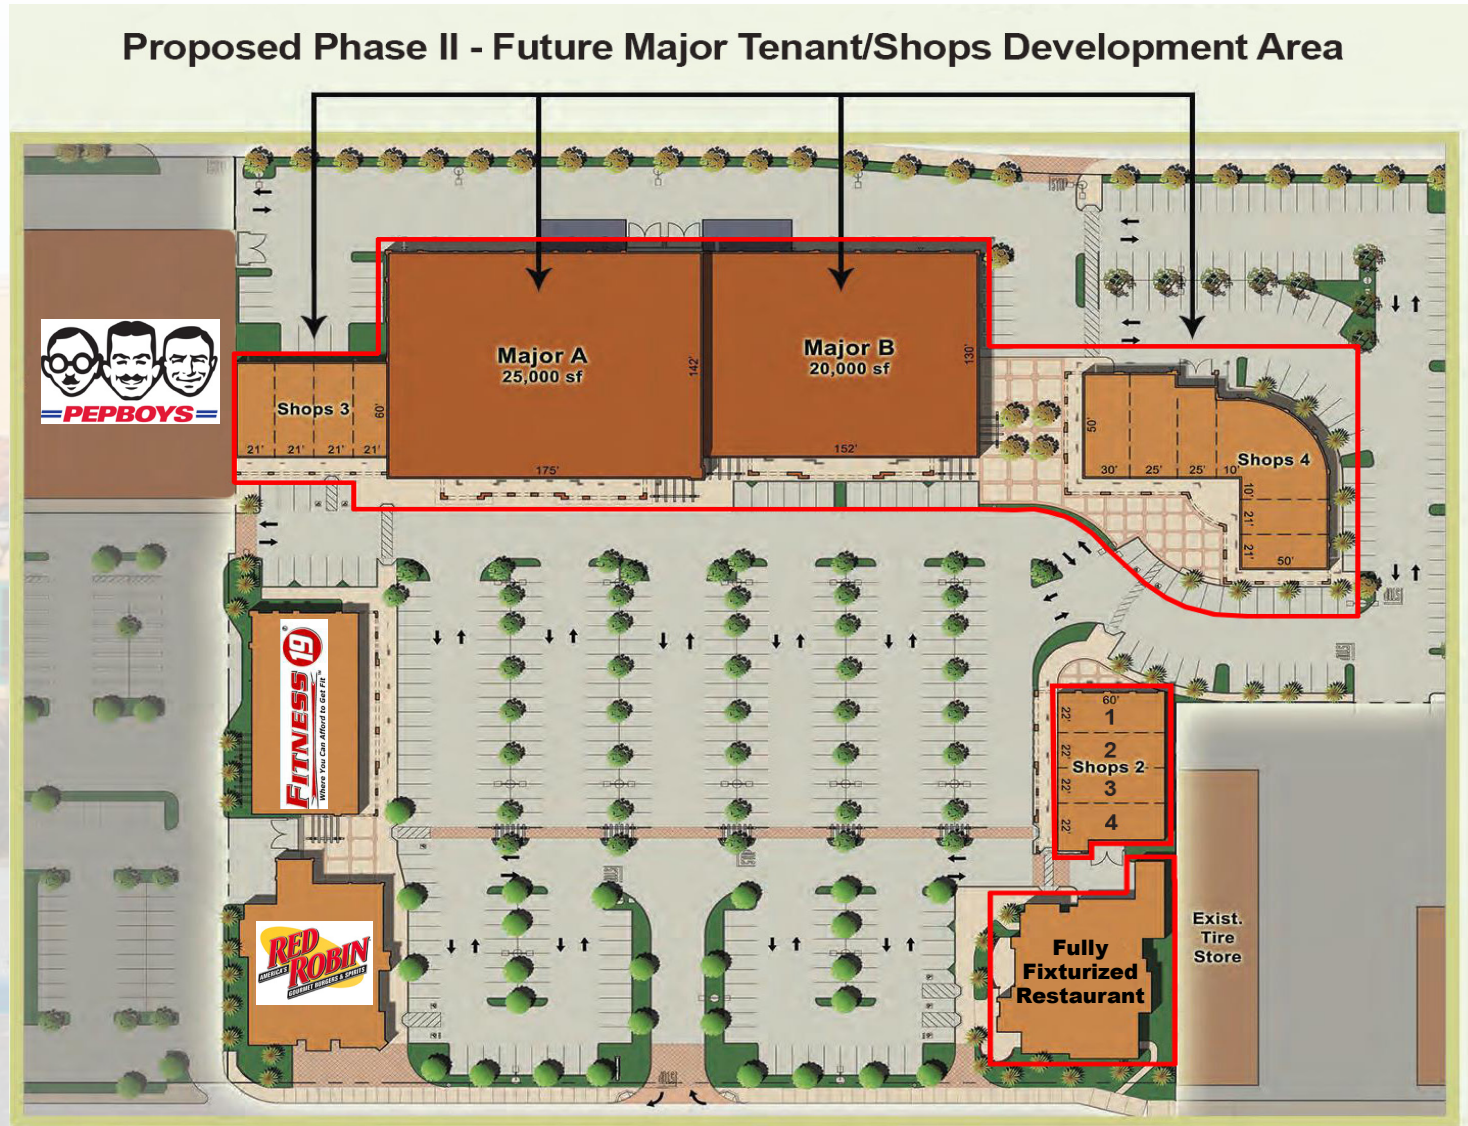 Proposed Phase II - Future Major Tenant/Shops Development Area
STOP
Major A
25,000 sf
142'
175'
Major B
20,000 sf
130'
152'
PEPBOYS
Shops 3
60'
21' 21' 21' 21'
50'
Shops 4
30' 25' 25' 10'
10'
21'
21'
50'
FITNESS 19®
Where You Can Afford to Get Fit
60'
22' 1
22' 2
Shops 2
22' 3
22' 4
RED
ROBIN
AMERICA'S
GOURMET BURGERS & SPIRITS
Fully
Fixturized
Restaurant
Exist.
Tire
Store
STOP